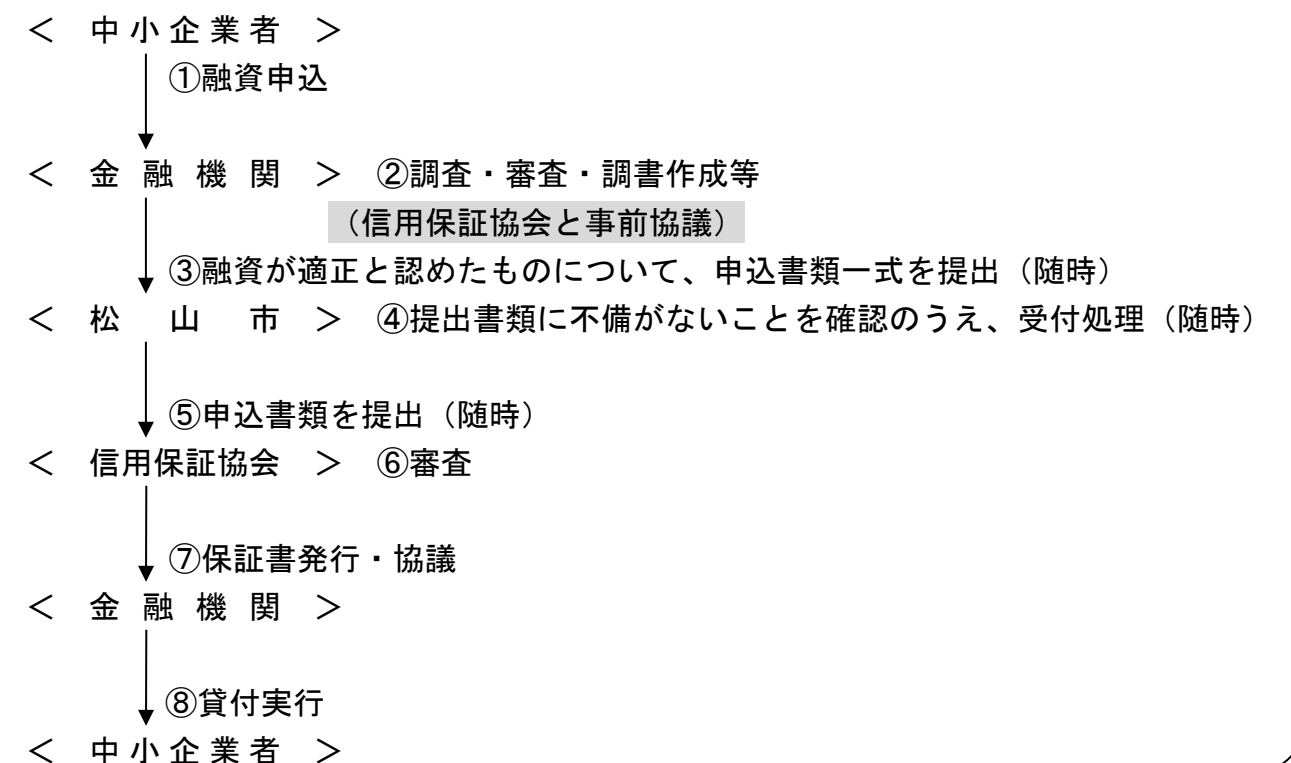 ＜　中小企業者　＞
①融資申込
＜　金融機関　＞　②調査・審査・調書作成等
（信用保証協会と事前協議）
③融資が適正と認めたものについて、申込書類一式を提出（随時）
＜　松山市　＞　④提出書類に不備がないことを確認のうえ、受付処理（随時）
⑤申込書類を提出（随時）
＜　信用保証協会　＞　⑥審査
⑦保証書発行・協議
＜　金融機関　＞
⑧貸付実行
＜　中小企業者　＞